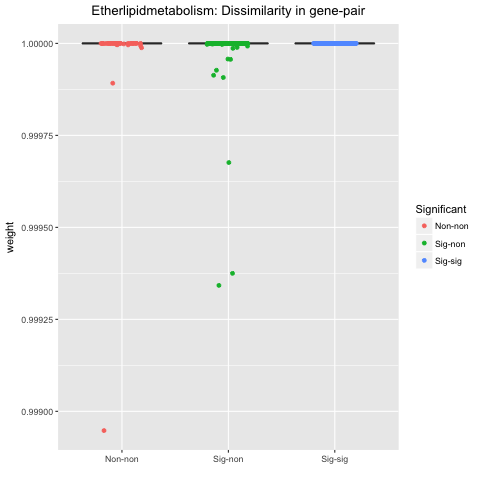 Etherlipidmetabolism: Dissimilarity in gene-pair
1.00000
0.99975
0.99950
0.99925
0.99900
weight
Non-non
Sig-non
Sig-sig
Significant
Non-non
Sig-non
Sig-sig